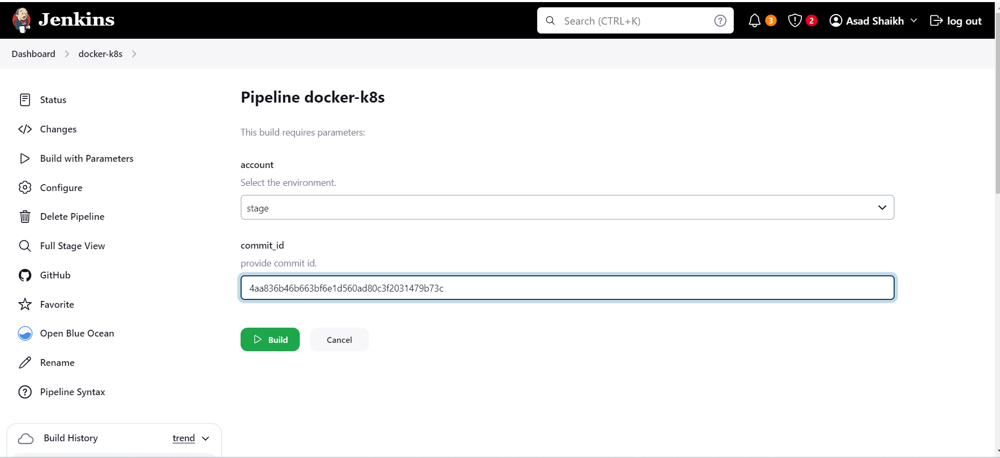 Jenkins
Search (CTRL+K)
3
2
Asad Shaikh
log out
Dashboard
docker-k8s
Status
Changes
Build with Parameters
Configure
Delete Pipeline
Full Stage View
GitHub
Favorite
Open Blue Ocean
Rename
Pipeline Syntax
Build History
trend
Pipeline docker-k8s
This build requires parameters:
account
Select the environment.
stage
commit_id
provide commit id.
4aa836b46b663bf6e1d560ad80c3f2031479b73c
Build
Cancel